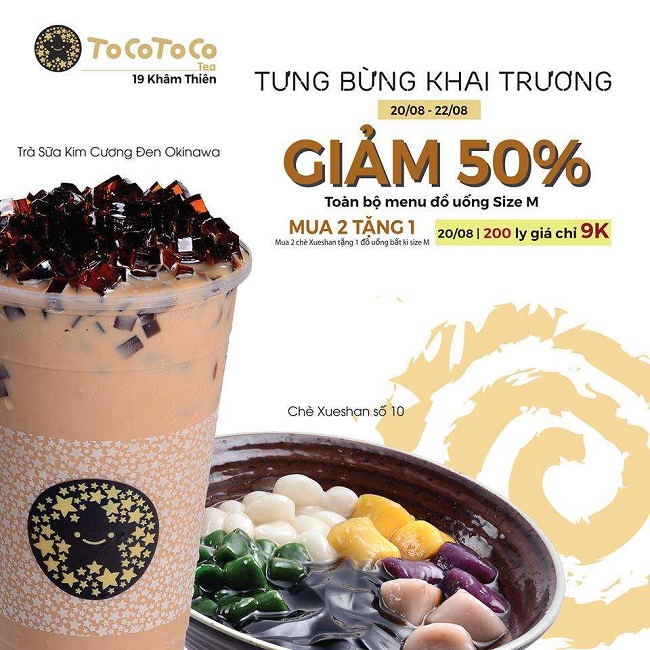 ToCoToCo
Tea
19 Khâm Thiên
TƯNG BỪNG KHAI TRƯƠNG
20/08 - 22/08
GIẢM 50%
Toàn bộ menu đồ uống Size M
MUA 2 TẶNG 1
Mua 2 chè Xueshan tặng 1 đồ uống bất kì size M
20/08 | 200 ly giá chỉ 9K
Trà Sữa Kim Cương Đen Okinawa
Chè Xueshan số 10